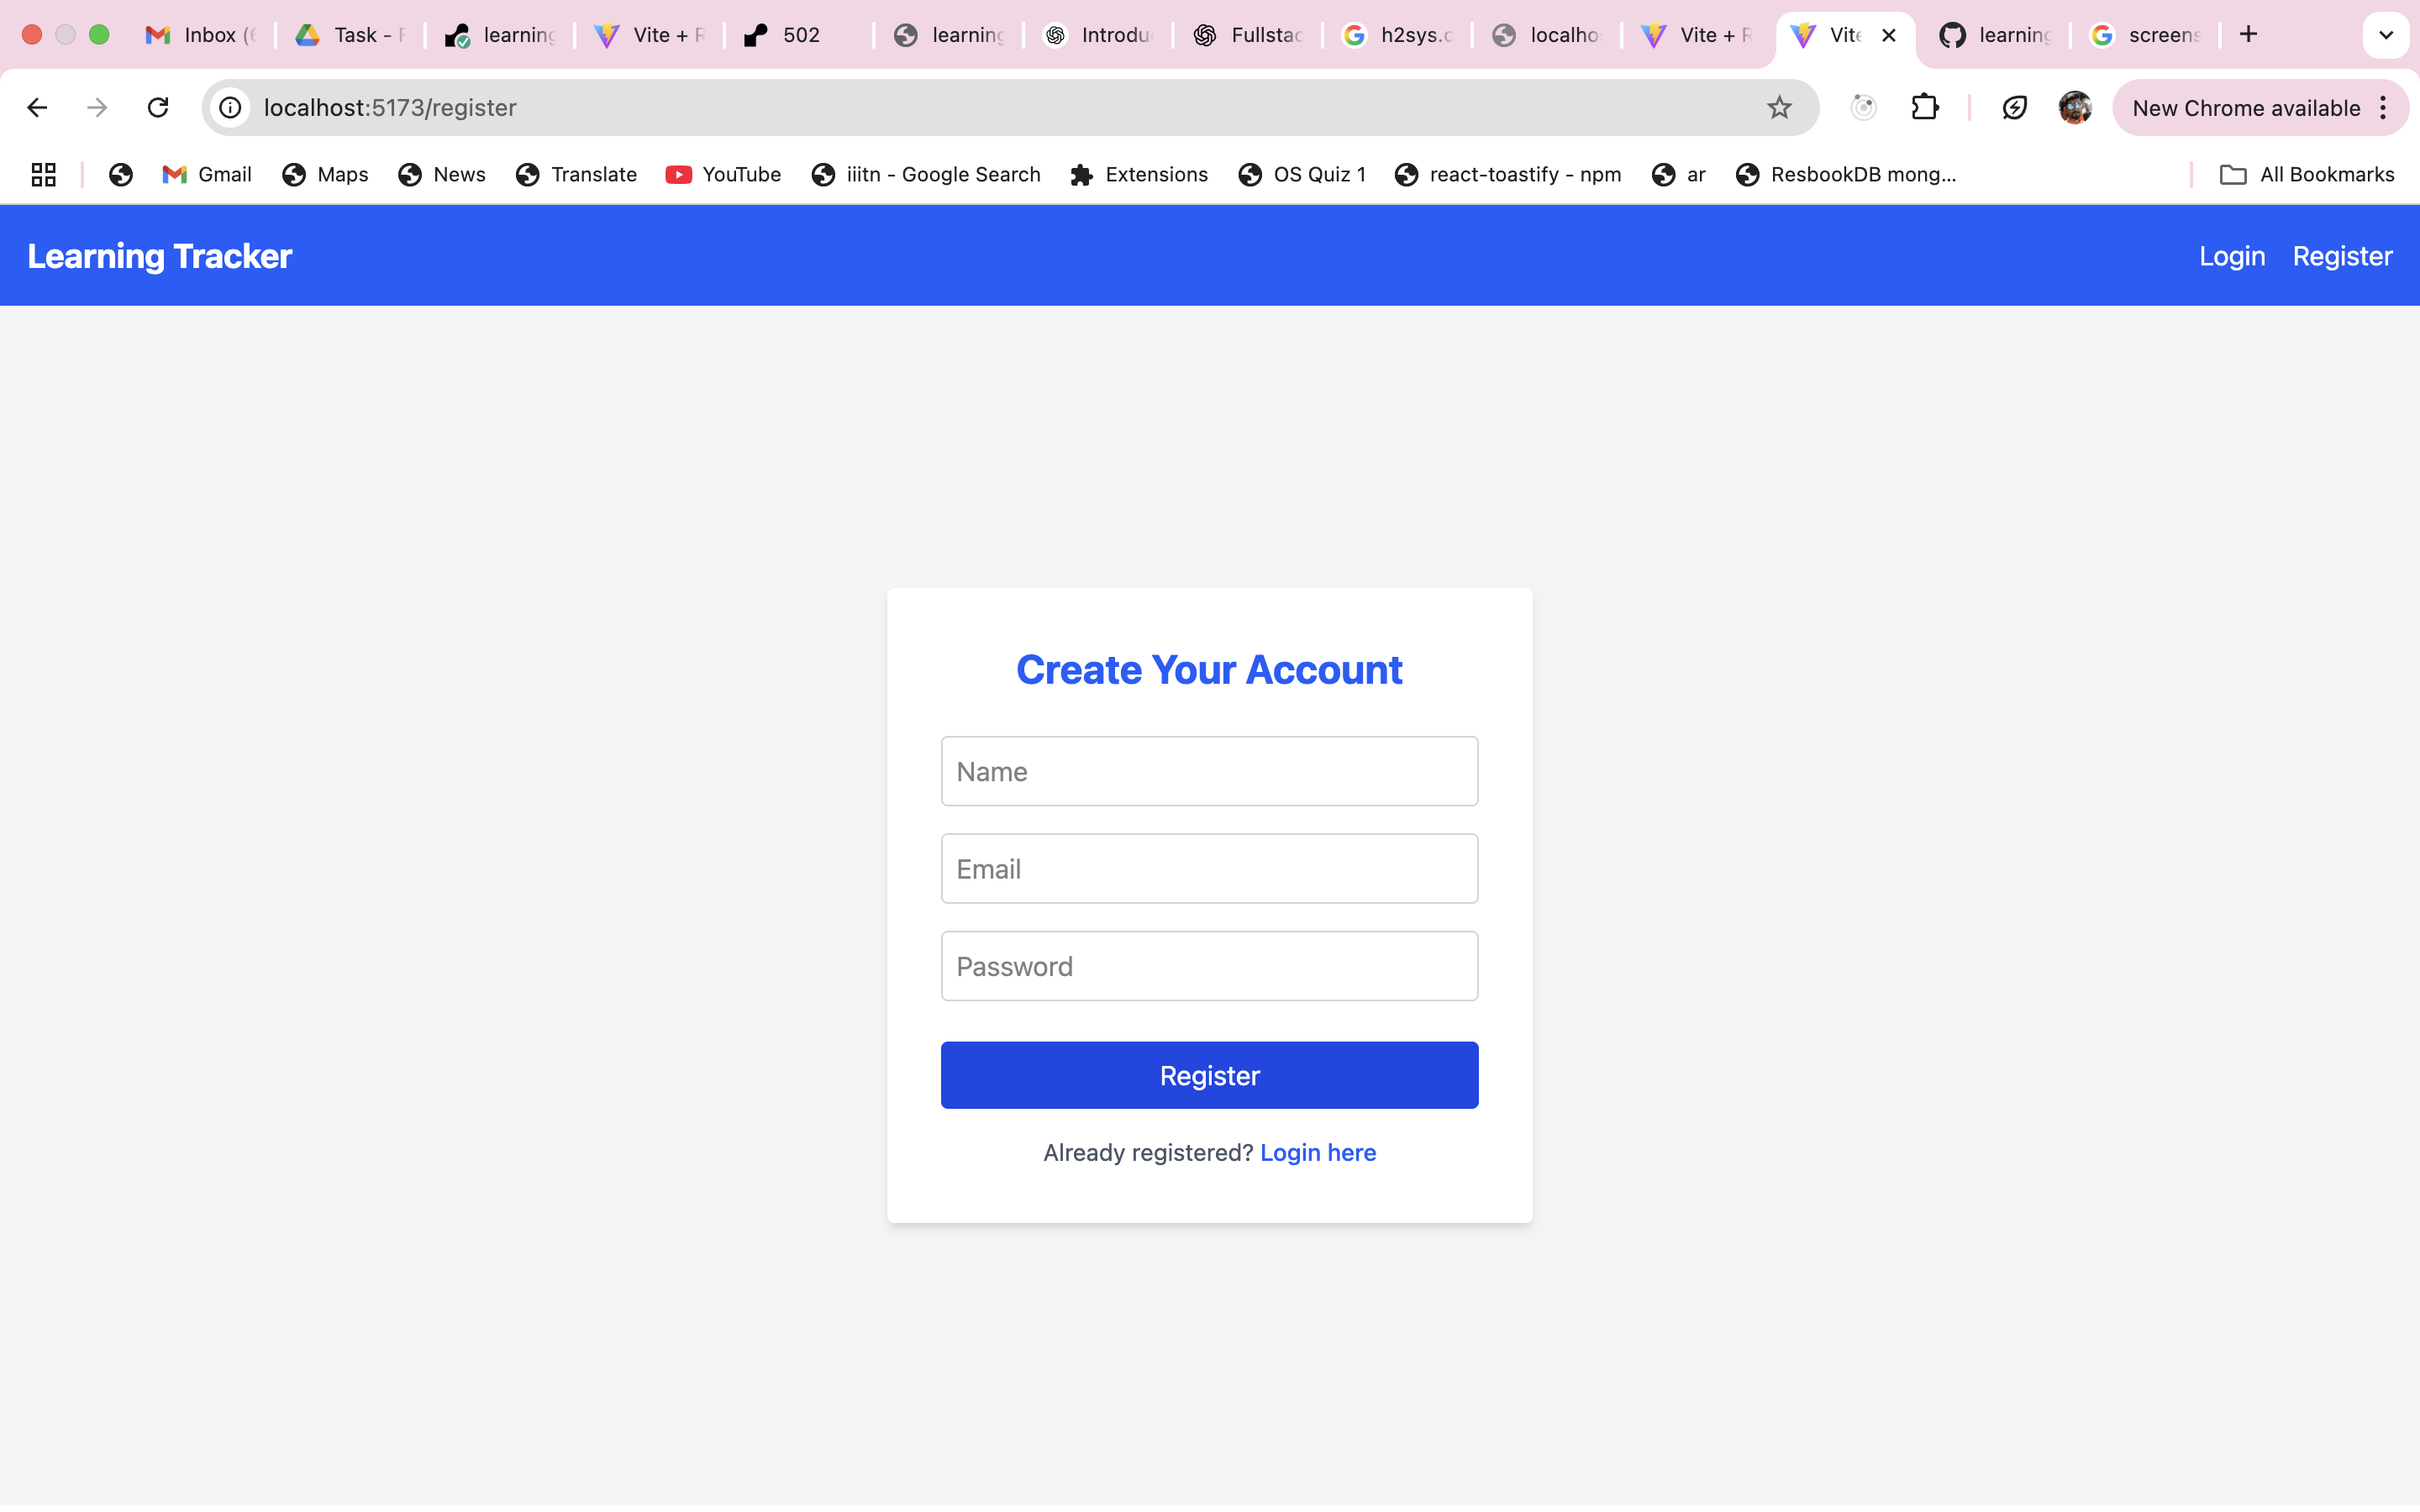 Inbox (6 Task - F learning Vite + R 502 learning Introdu Fullstac h2sys.c localho Vite + R Vite learning screens
localhost:5173/register New Chrome available
Gmail Maps News Translate YouTube iiitn - Google Search Extensions OS Quiz 1 react-toastify - npm ar ResbookDB mong... All Bookmarks
Learning Tracker Login Register
Create Your Account
Name
Email
Password
Register
Already registered? Login here